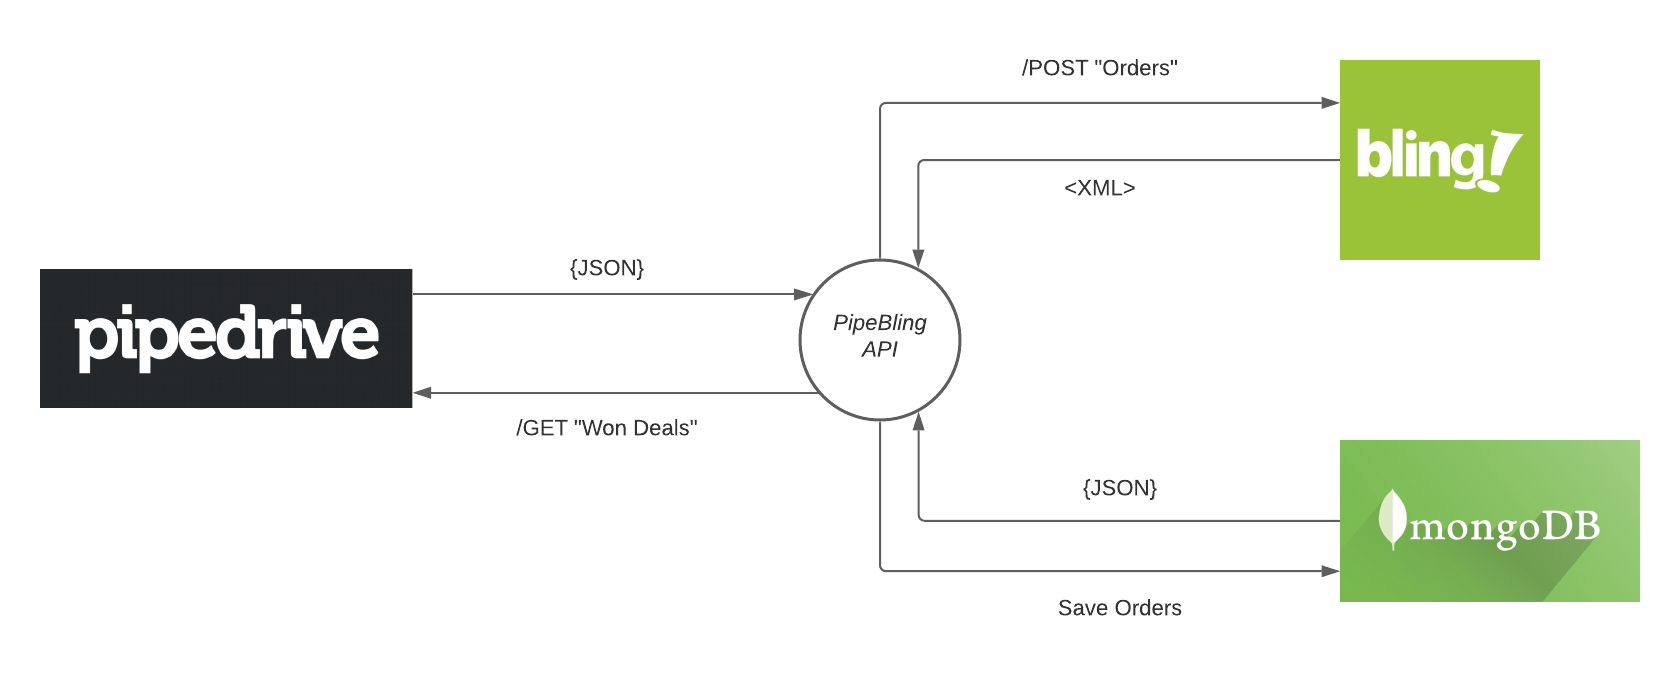 /POST "Orders"
bling!
<XML>
{JSON}
pipedrive
PipeBling
API
/GET "Won Deals"
{JSON}
mongoDB
Save Orders